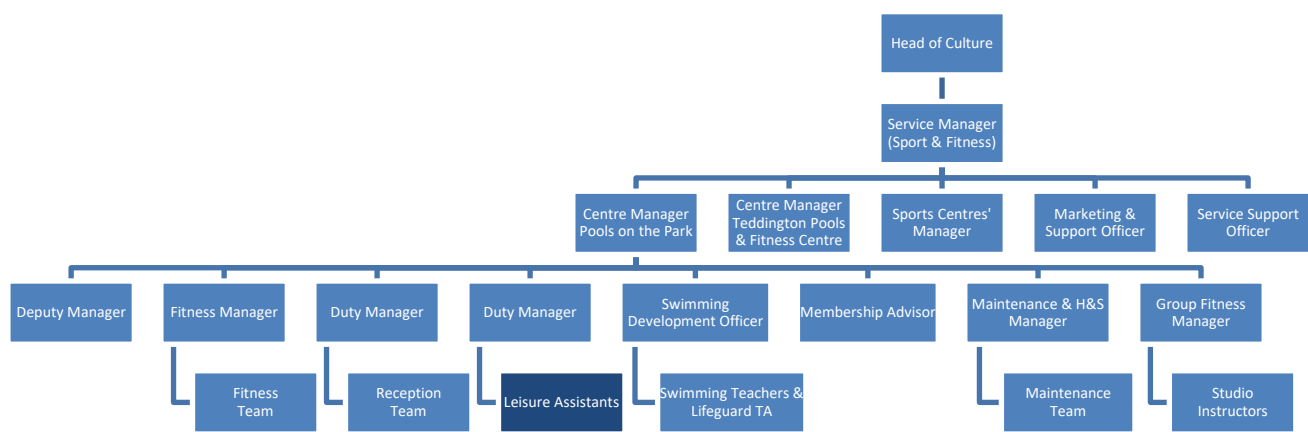 Head of Culture
Service Manager
(Sport & Fitness)
Centre Manager
Pools on the Park
Centre Manager
Teddington Pools
& Fitness Centre
Sports Centres'
Manager
Marketing &
Support Officer
Service Support
Officer
Deputy Manager
Fitness Manager
Duty Manager
Duty Manager
Swimming
Development Officer
Membership Advisor
Maintenance & H&S
Manager
Group Fitness
Manager
Fitness
Team
Reception
Team
Leisure Assistants
Swimming Teachers &
Lifeguard TA
Maintenance
Team
Studio
Instructors